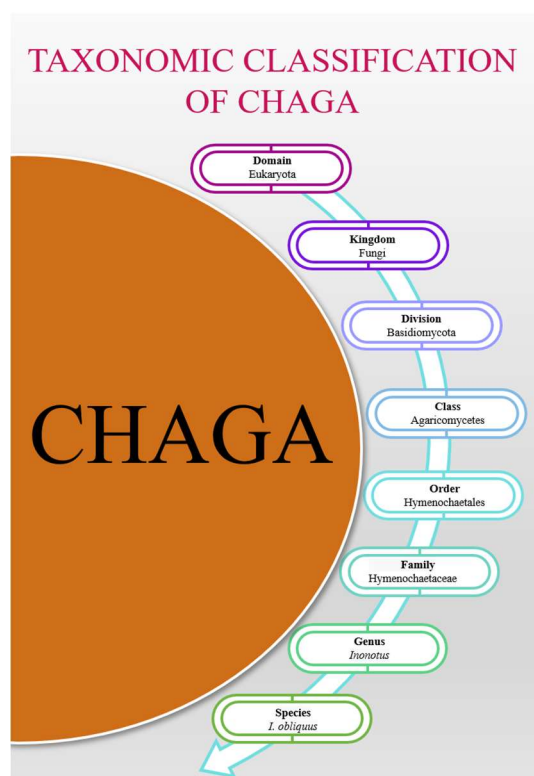 TAXONOMIC CLASSIFICATION
OF CHAGA
Domain
Eukaryota
Kingdom
Fungi
Division
Basidiomycota
Class
Agaricomycetes
CHAGA
Order
Hymenochaetales
Family
Hymenochaetaceae
Genus
Inonotus
Species
I. obliquus